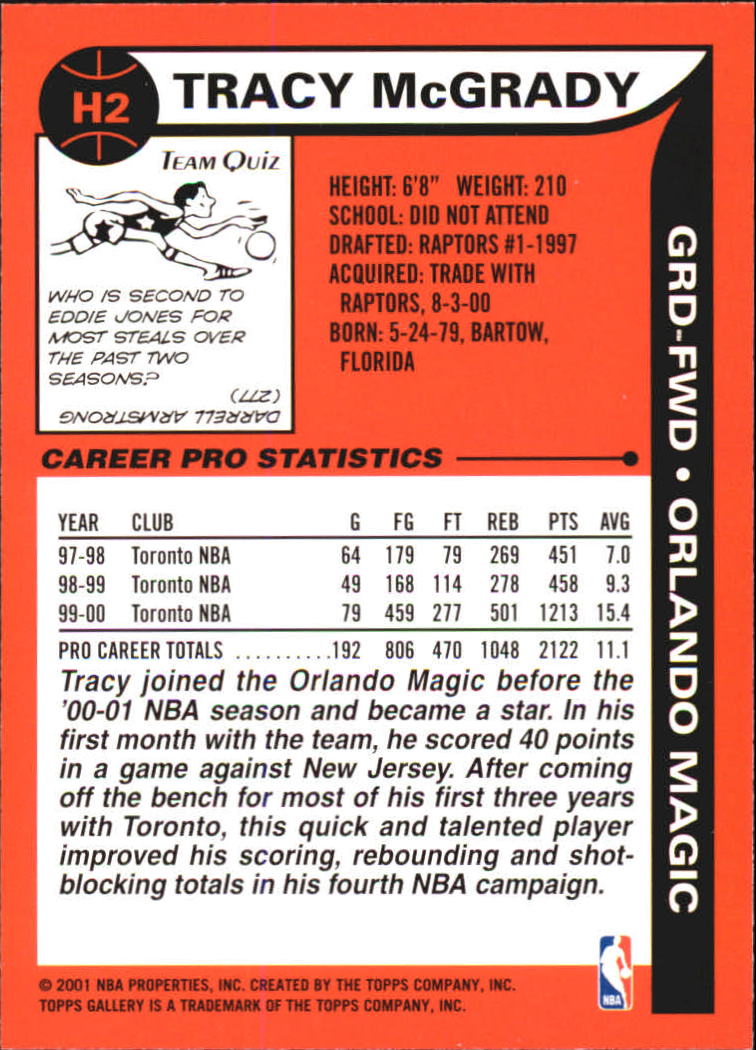 H2
TRACY McGRADY
TEAM QUIZ
WHO IS SECOND TO
EDDIE JONES FOR
MOST STEALS OVER
THE PAST TWO
SEASONS?
DARRELL ARMSTRONG
(277)
HEIGHT: 6'8" WEIGHT: 210
SCHOOL: DID NOT ATTEND
DRAFTED: RAPTORS #1-1997
ACQUIRED: TRADE WITH
RAPTORS, 8-3-00
BORN: 5-24-79, BARTOW,
FLORIDA
GRD-FWD • ORLANDO MAGIC
CAREER PRO STATISTICS
YEAR CLUB G FG FT REB PTS AVG
97-98 Toronto NBA 64 179 79 269 451 7.0
98-99 Toronto NBA 49 168 114 278 458 9.3
99-00 Toronto NBA 79 459 277 501 1213 15.4
PRO CAREER TOTALS ..........192 806 470 1048 2122 11.1
Tracy joined the Orlando Magic before the
'00-01 NBA season and became a star. In his
first month with the team, he scored 40 points
in a game against New Jersey. After coming
off the bench for most of his first three years
with Toronto, this quick and talented player
improved his scoring, rebounding and shot-
blocking totals in his fourth NBA campaign.
NBA
© 2001 NBA PROPERTIES, INC. CREATED BY THE TOPPS COMPANY, INC.
TOPPS GALLERY IS A TRADEMARK OF THE TOPPS COMPANY, INC.